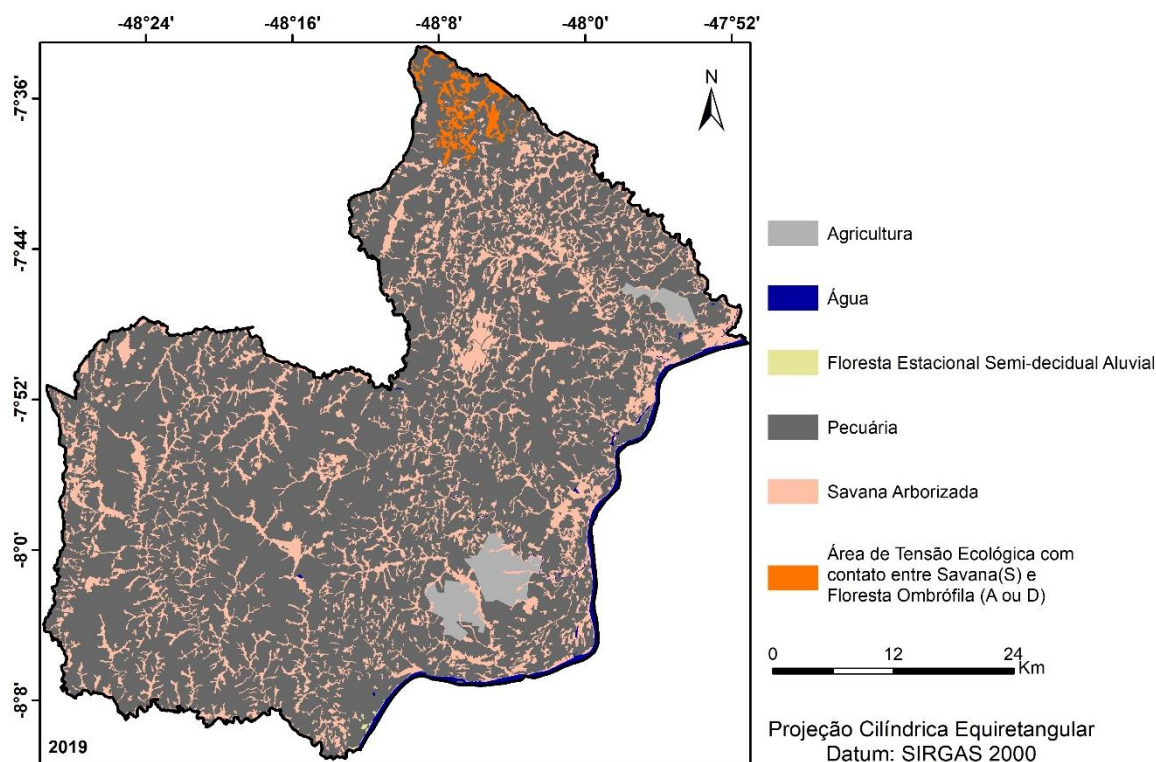 -48°24' -48°16' -48°8' -48°0' -47°52'
N
-7°36'
-7°44'
-7°52'
-8°0'
-8°8'
2019
Agricultura
Água
Floresta Estacional Semi-decidual Aluvial
Pecuária
Savana Arborizada
Área de Tensão Ecológica com
contato entre Savana(S) e
Floresta Ombrófila (A ou D)
0 12 24
Km
Projeção Cilíndrica Equiretangular
Datum: SIRGAS 2000